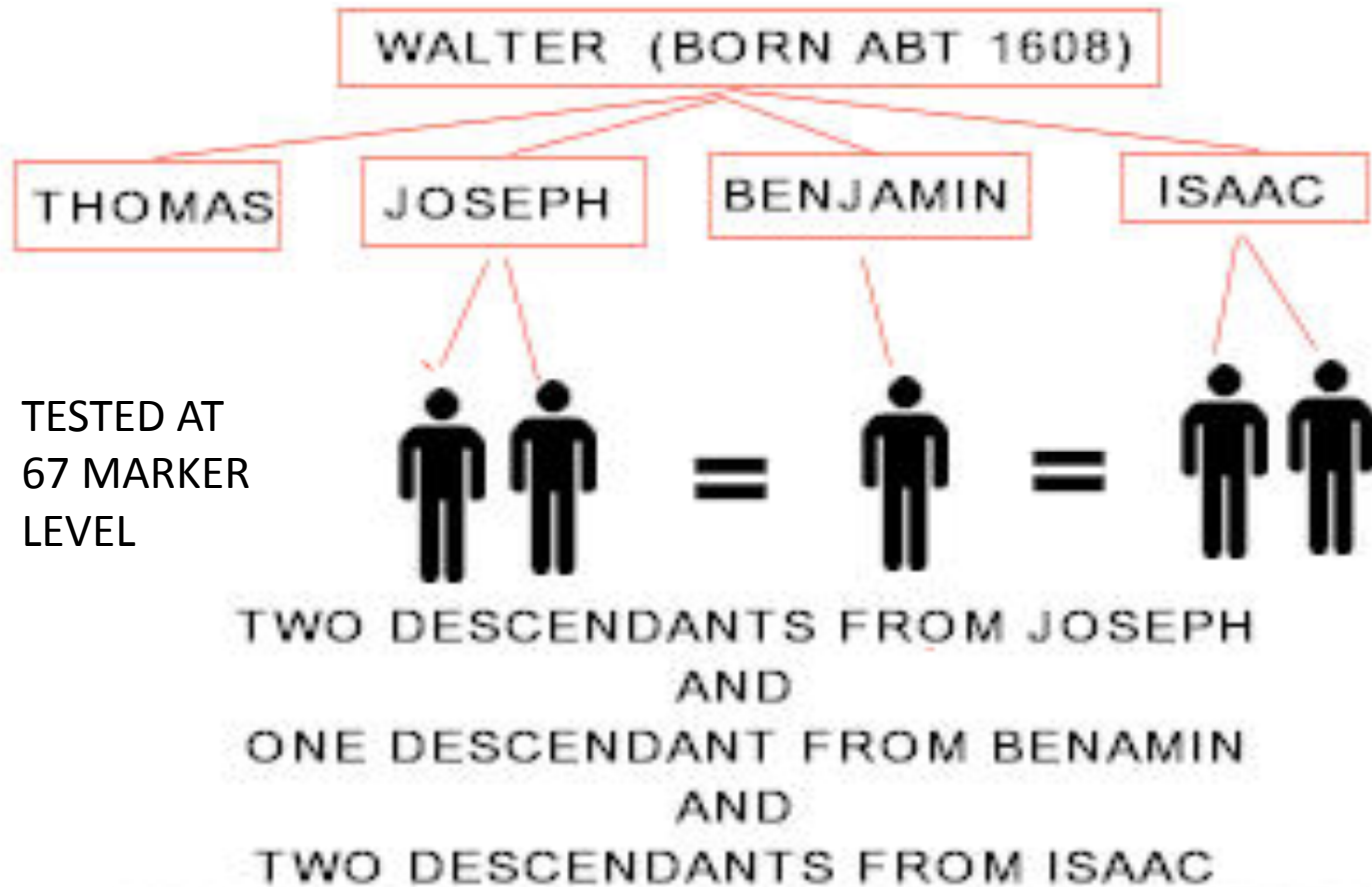 WALTER (BORN ABT 1608)
THOMAS
JOSEPH
BENJAMIN
ISAAC
TESTED AT
67 MARKER
LEVEL
= =
TWO DESCENDANTS FROM JOSEPH
AND
ONE DESCENDANT FROM BENAMIN
AND
TWO DESCENDANTS FROM ISAAC